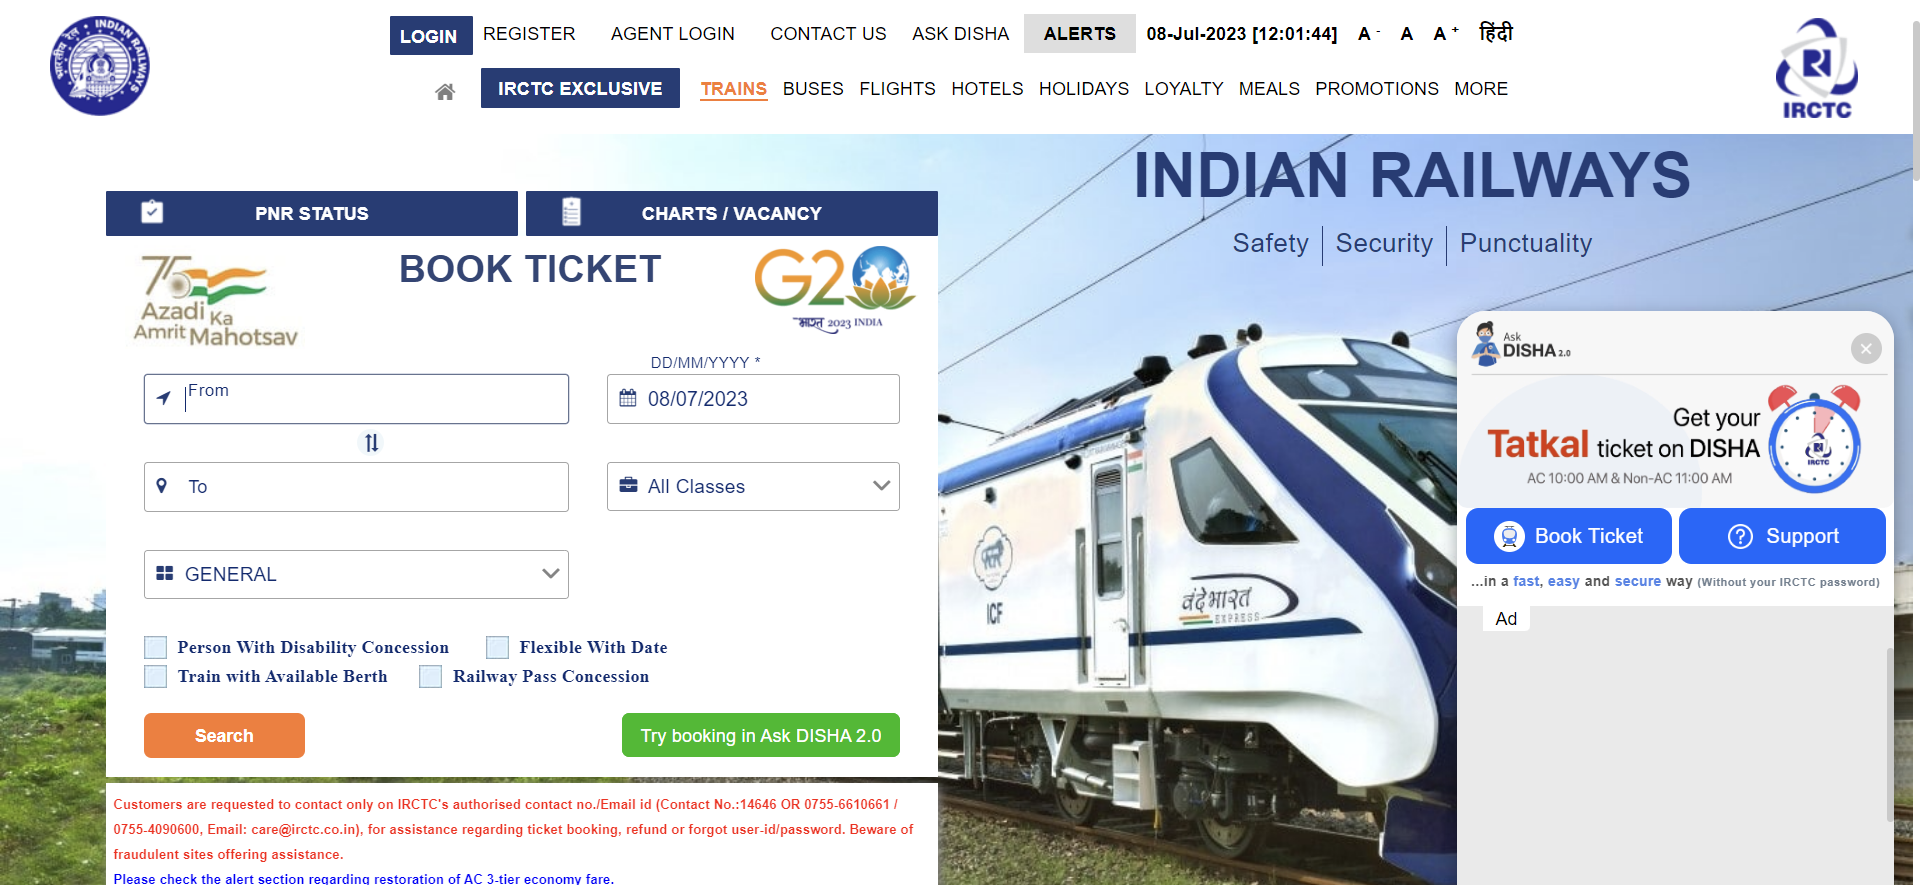 LOGIN REGISTER AGENT LOGIN CONTACT US ASK DISHA ALERTS 08-Jul-2023 [12:01:44] A - A A + हिंदी
IRCTC EXCLUSIVE TRAINS BUSES FLIGHTS HOTELS HOLIDAYS LOYALTY MEALS PROMOTIONS MORE
भारतीय रेल INDIAN RAILWAYS
IRCTC
INDIAN RAILWAYS
Safety Security Punctuality
PNR STATUS CHARTS / VACANCY
75
Azadi Ka
Amrit Mahotsav
BOOK TICKET
G20
भारत 2023 INDIA
From
DD/MM/YYYY *
08/07/2023
To
All Classes
GENERAL
Person With Disability Concession Flexible With Date
Train with Available Berth Railway Pass Concession
Search Try booking in Ask DISHA 2.0
Customers are requested to contact only on IRCTC's authorised contact no./Email id (Contact No.:14646 OR 0755-6610661 /
0755-4090600, Email: care@irctc.co.in), for assistance regarding ticket booking, refund or forgot user-id/password. Beware of
fraudulent sites offering assistance.
Please check the alert section regarding restoration of AC 3-tier economy fare.
ICF
वंदे भारत
EXPRESS
Ask
DISHA 2.0
Get your
Tatkal ticket on DISHA
AC 10:00 AM & Non-AC 11:00 AM
IRCTC
Book Ticket Support
...in a fast, easy and secure way (Without your IRCTC password)
Ad